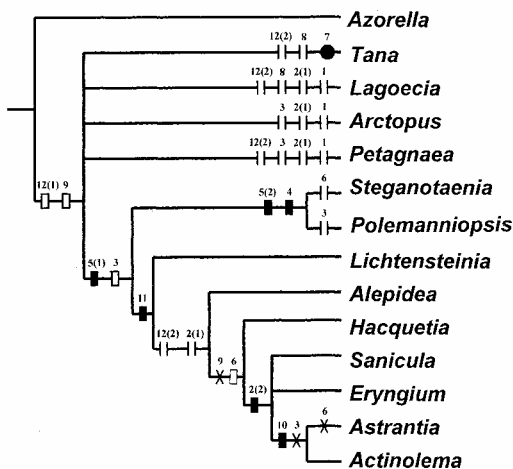 Azorella
12(2) 8 7
Tana
12(2) 8 2(1) 1
Lagoecia
3 2(1) 1
Arctopus
12(2) 3 2(1) 1
Petagnaea
6
Steganotaenia
12(1) 9
5(2) 4
3
Polemanniopsis
Lichtensteinia
5(1) 3
Alepidea
11
Hacquetia
12(2) 2(1)
Sanicula
9 6
Eryngium
2(2)
6
Astrantia
10 3
Actinolema